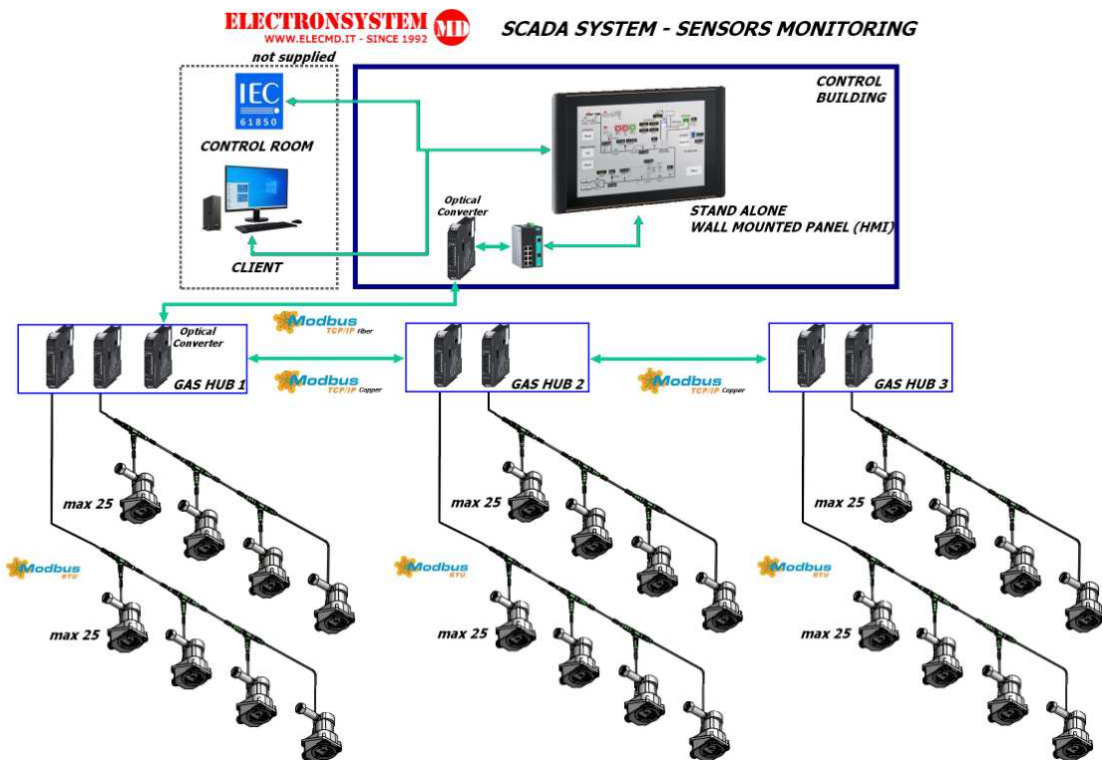 ELECTRONSYSTEM MD
WWW.ELECMD.IT - SINCE 1992
SCADA SYSTEM - SENSORS MONITORING
not supplied
IEC
61850
CONTROL ROOM
CLIENT
CONTROL
BUILDING
STAND ALONE
WALL MOUNTED PANEL (HMI)
Optical
Converter
Modbus
TCP/IP Fiber
Optical
Converter
GAS HUB 1
Modbus
TCP/IP Copper
GAS HUB 2
Modbus
TCP/IP Copper
GAS HUB 3
max 25
max 25
max 25
Modbus
RTU
Modbus
RTU
Modbus
RTU
max 25
max 25
max 25